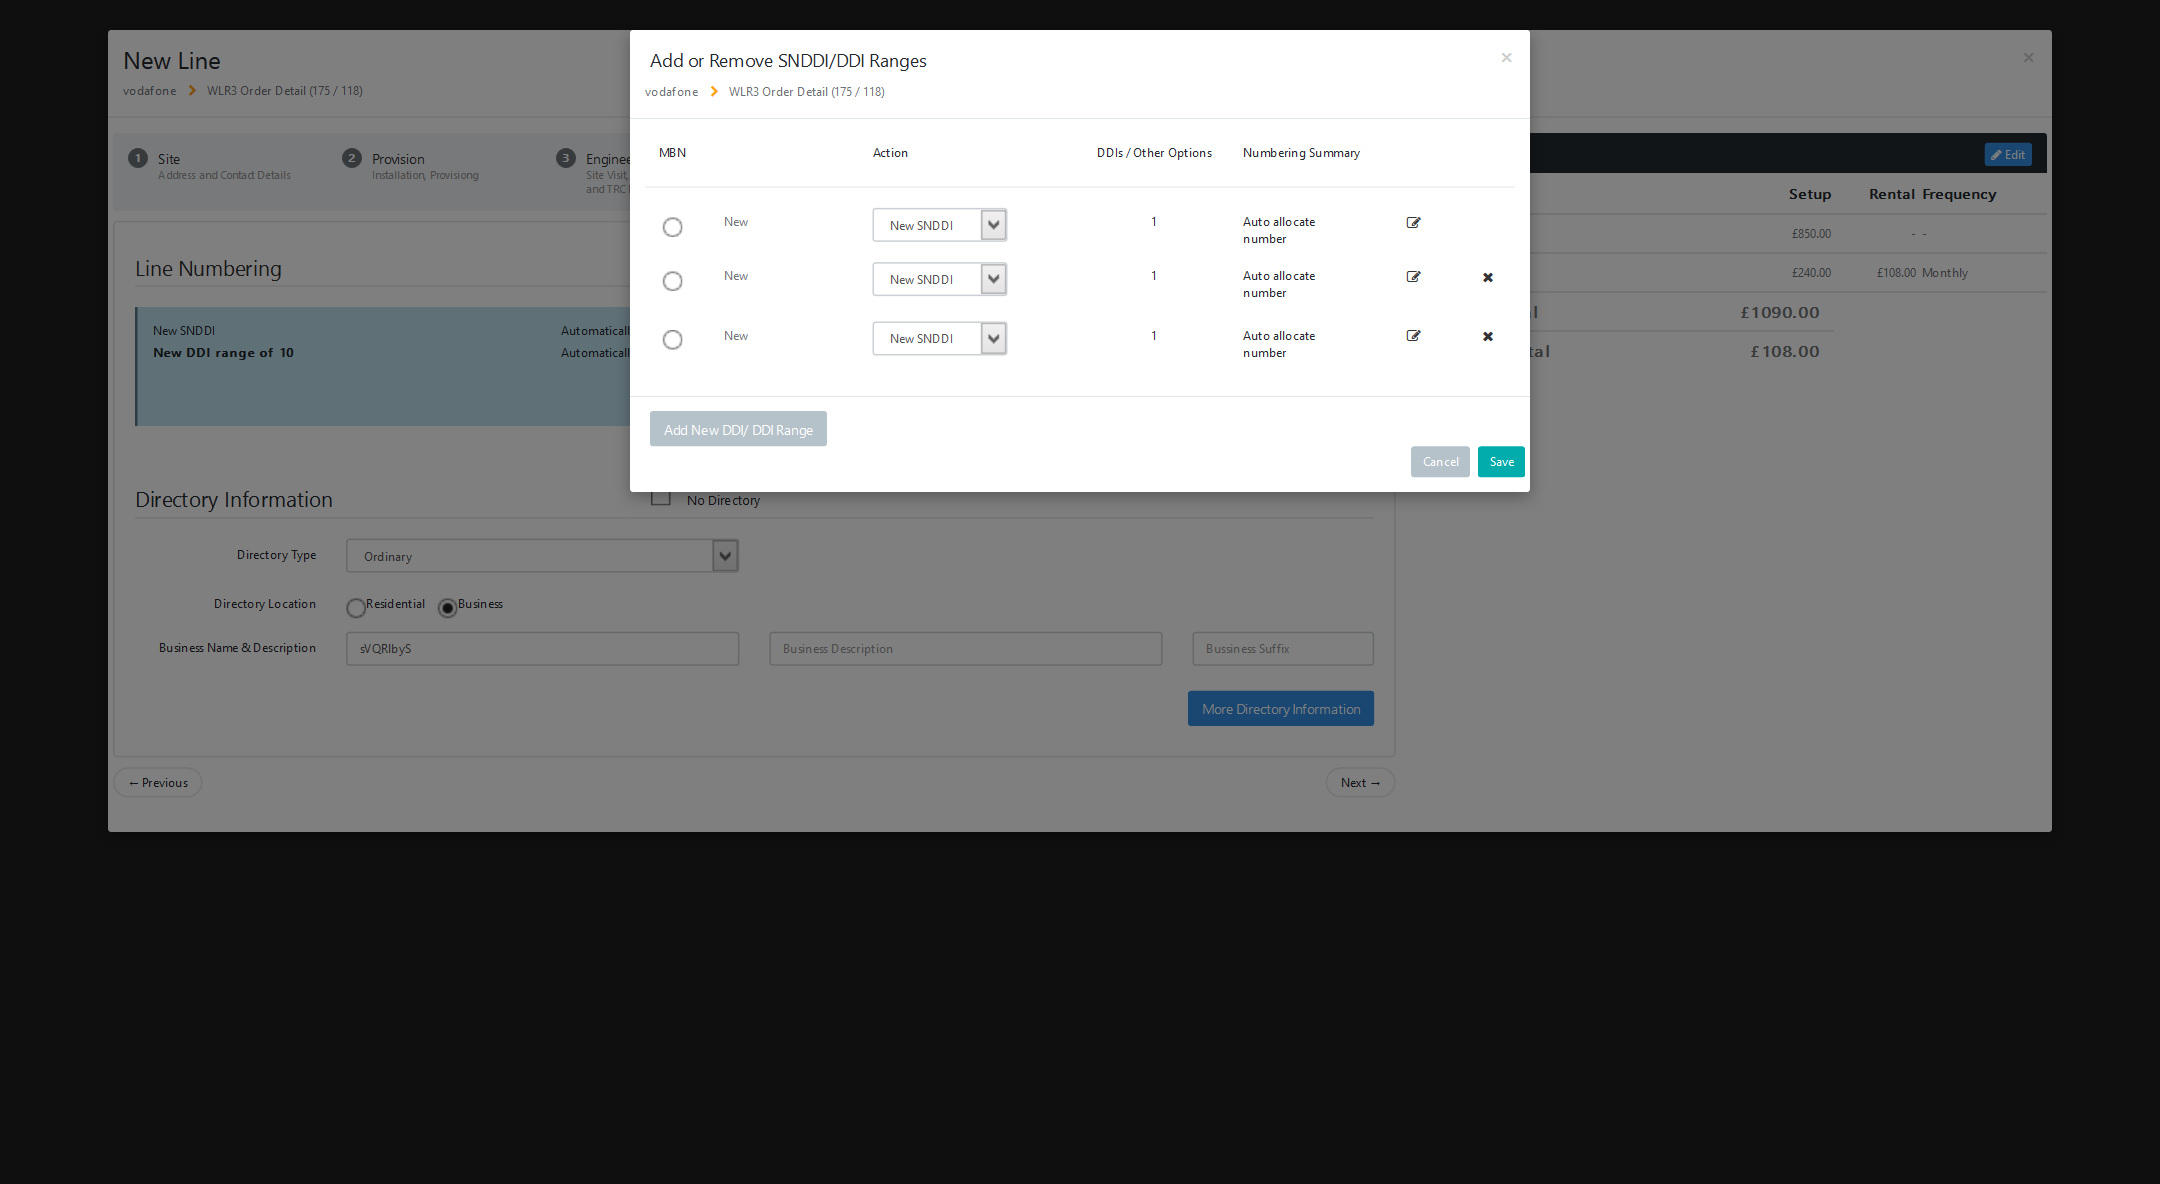 New Line
vodafone WLR3 Order Detail (175 / 118)
1 Site
Address and Contact Details
2 Provision
Installation, Provisiong
3 Enginee
Site Visit,
and TRC
Line Numbering
New SNDDI Automaticall
New DDI range of 10 Automaticall
Add or Remove SNDDI/DDI Ranges
vodafone WLR3 Order Detail (175 / 118)
MBN Action DDIs / Other Options Numbering Summary
New New SNDDI 1 Auto allocate
number
New New SNDDI 1 Auto allocate
number
New New SNDDI 1 Auto allocate
number
Add New DDI/ DDI Range
Cancel Save
Edit
Setup Rental Frequency
£850.00 - -
£240.00 £108.00 Monthly
£1090.00
£108.00
Directory Information No Directory
Directory Type Ordinary
Directory Location Residential Business
Business Name & Description sVQRlbyS Business Description Bussiness Suffix
More Directory Information
← Previous Next →